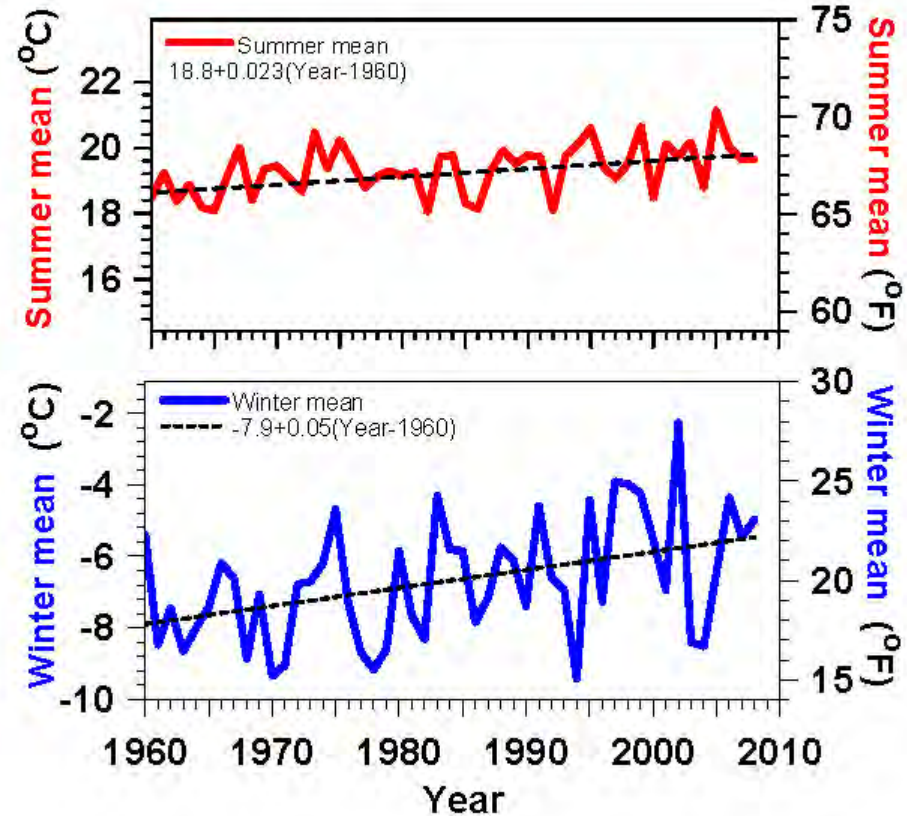 Summer mean (°C)
22
20
18
16
Summer mean
18.8+0.023(Year-1960)
75
70
65
60
Summer mean (°F)
Winter mean (°C)
-2
-4
-6
-8
-10
Winter mean
-7.9+0.05(Year-1960)
30
25
20
15
Winter mean (°F)
1960 1970 1980 1990 2000 2010
Year